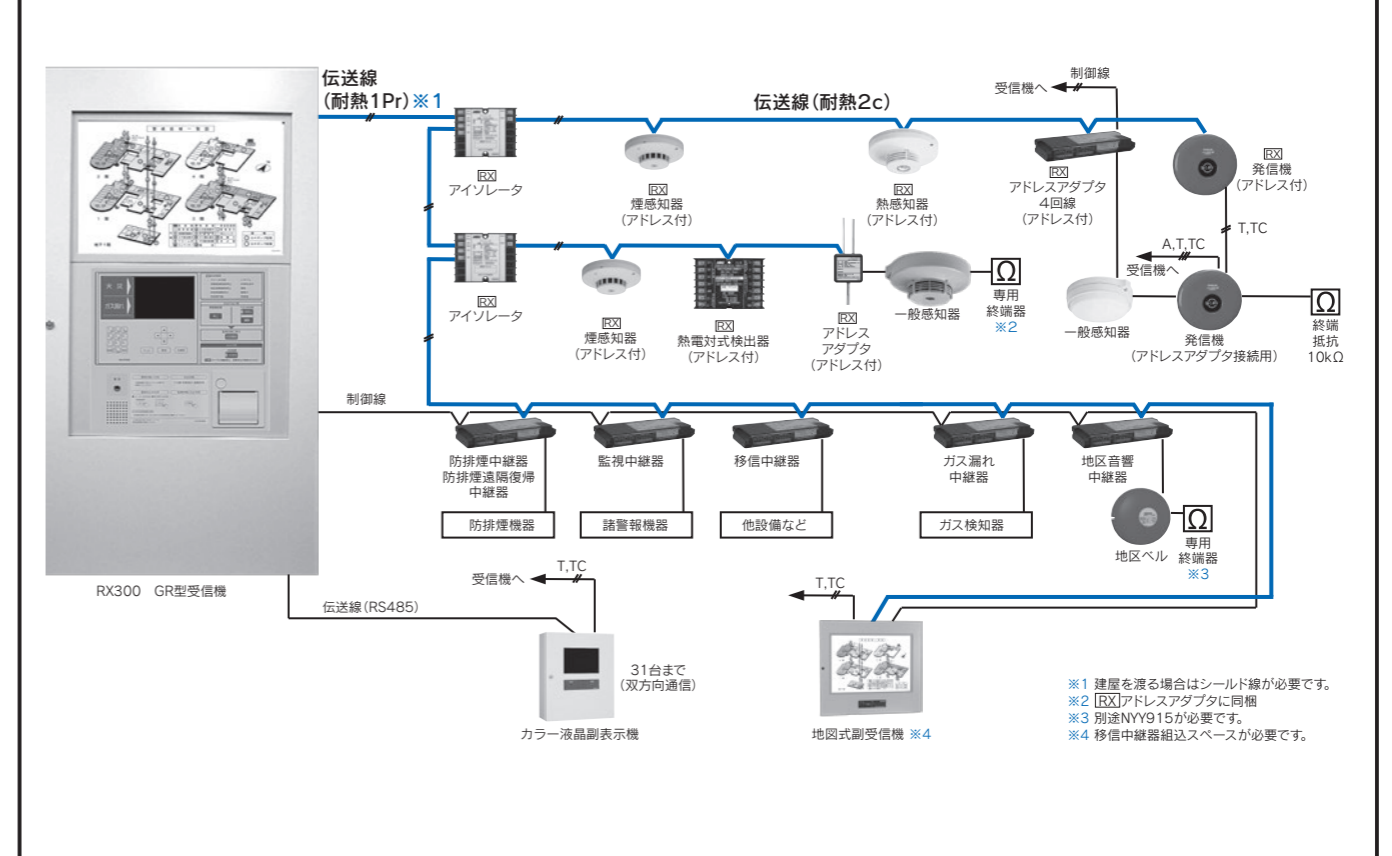 伝送線
(耐熱1Pr)※1
伝送線(耐熱2c)
制御線
受信機へ
RX
アイソレータ
RX
煙感知器
(アドレス付)
RX
熱感知器
(アドレス付)
RX
アドレスアダプタ
4回線
(アドレス付)
RX
発信機
(アドレス付)
T,TC
A,T,TC
受信機へ
RX
アイソレータ
RX
煙感知器
(アドレス付)
RX
熱電対式検出器
(アドレス付)
RX
アドレス
アダプタ
(アドレス付)
一般感知器
Ω
専用
終端器
※2
一般感知器
発信機
(アドレスアダプタ接続用)
Ω
終端
抵抗
10kΩ
制御線
防排煙中継器
防排煙遠隔復帰
中継器
監視中継器
移信中継器
ガス漏れ
中継器
地区音響
中継器
防排煙機器
諸警報機器
他設備など
ガス検知器
地区ベル
Ω
専用
終端器
※3
RX300 GR型受信機
受信機へ
T,TC
T,TC
伝送線(RS485)
31台まで
(双方向通信)
カラー液晶副表示機
地図式副受信機 ※4
※1 建屋を渡る場合はシールド線が必要です。
※2 RXアドレスアダプタに同梱
※3 別途NYY915が必要です。
※4 移信中継器組込スペースが必要です。